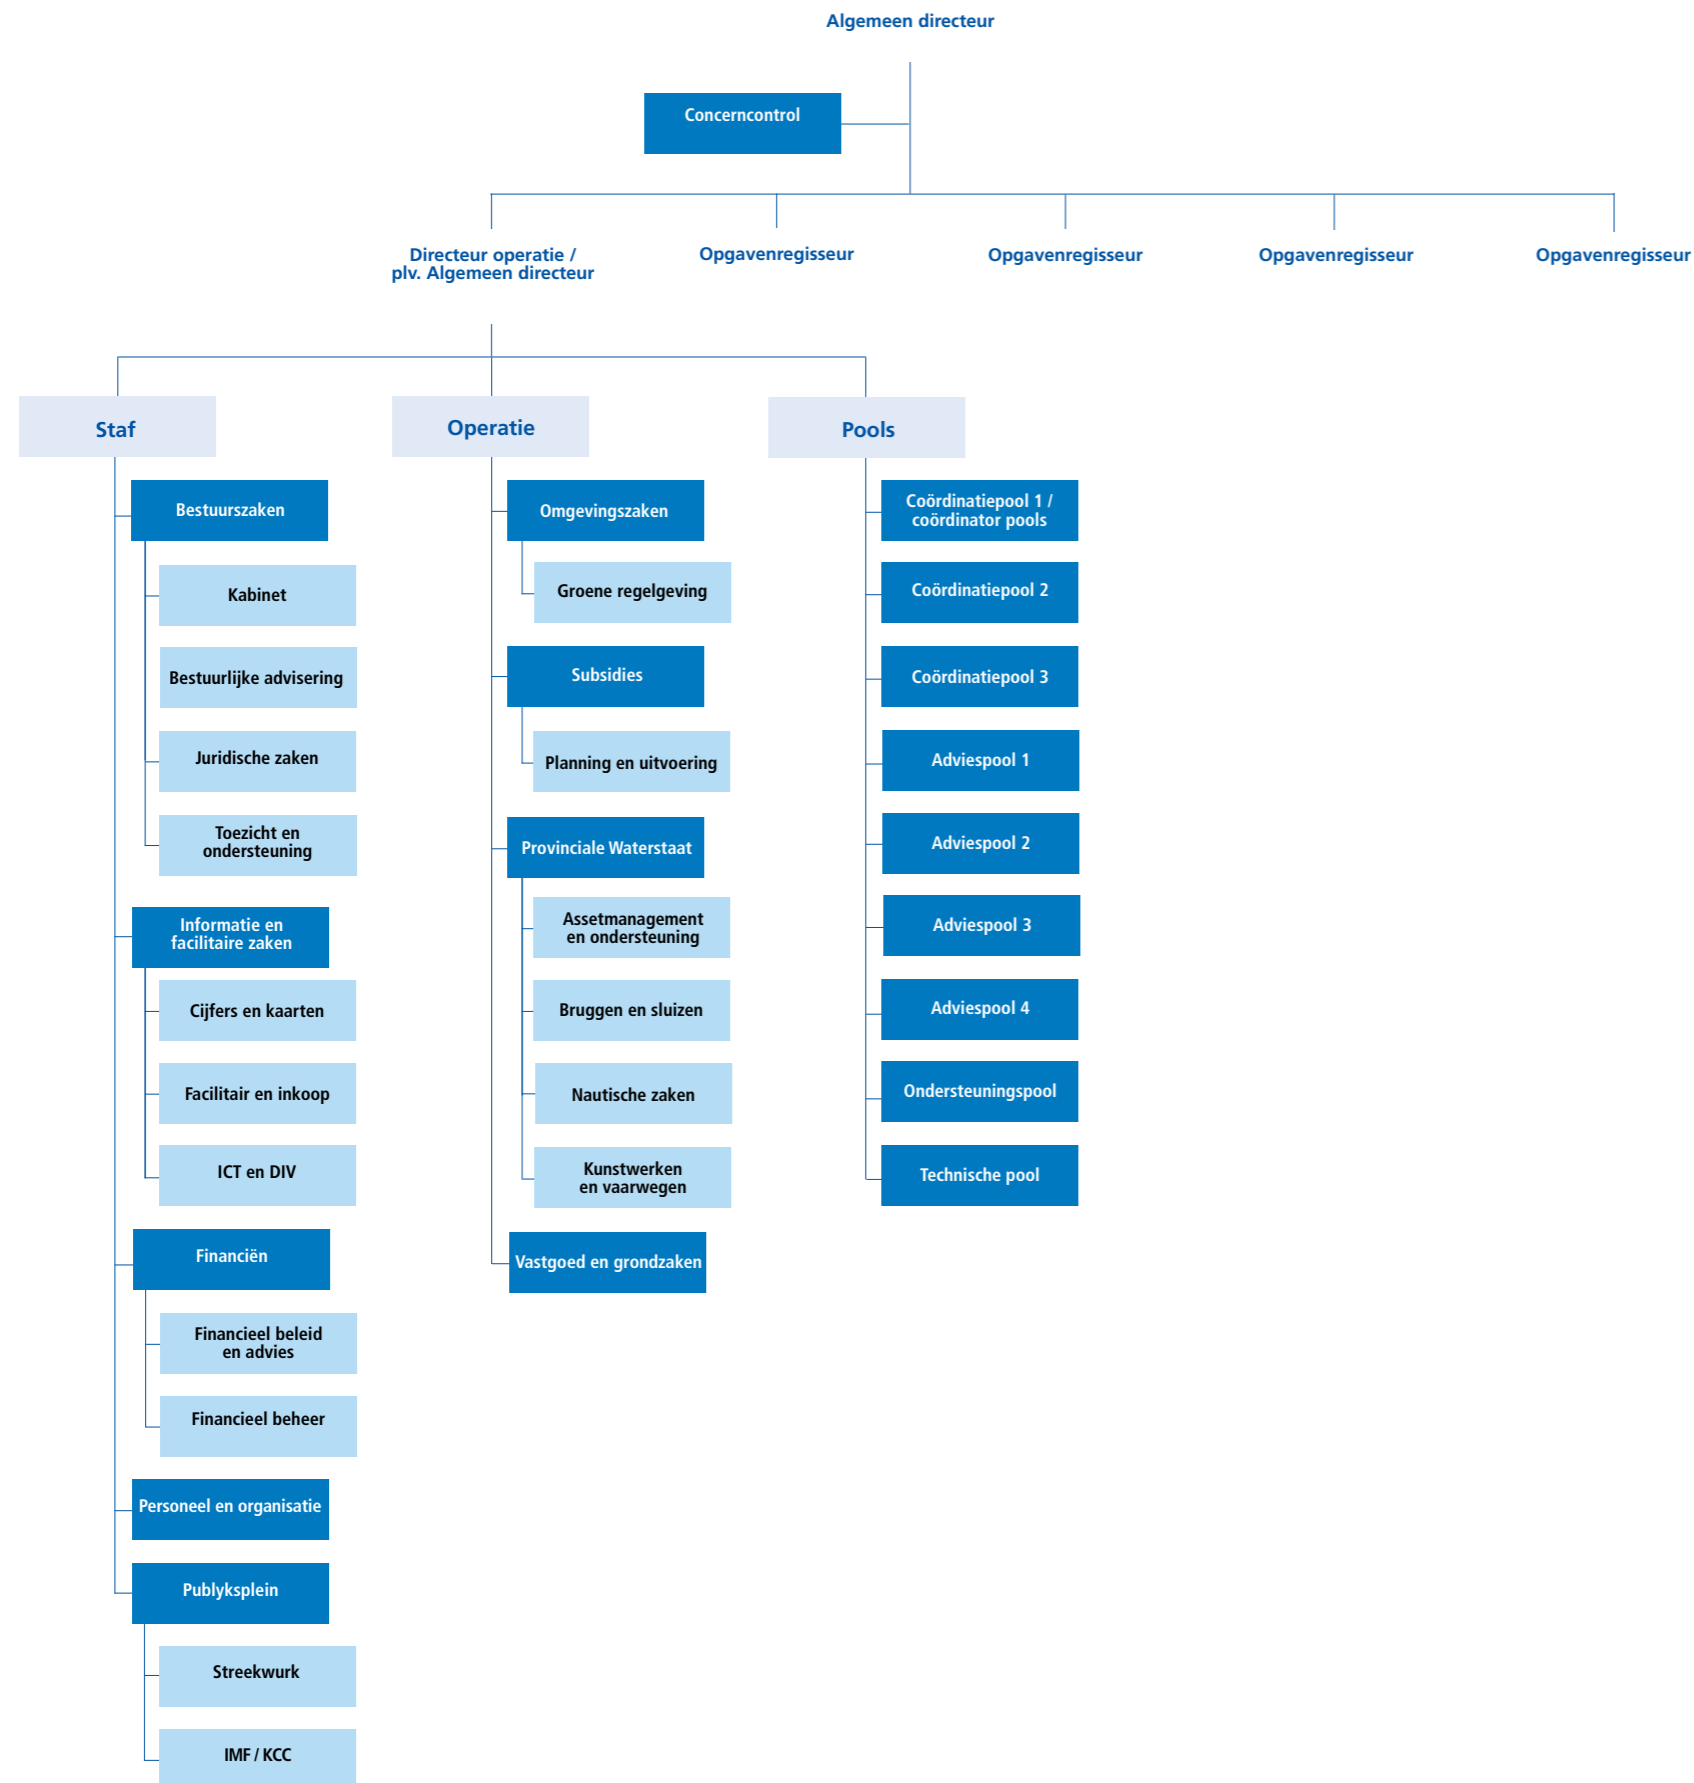 Algemeen directeur
Concerncontrol
Directeur operatie /
plv. Algemeen directeur
Opgavenregisseur
Opgavenregisseur
Opgavenregisseur
Opgavenregisseur
Staf
Bestuurszaken
Kabinet
Bestuurlijke advisering
Juridische zaken
Toezicht en
ondersteuning
Informatie en
facilitaire zaken
Cijfers en kaarten
Facilitair en inkoop
ICT en DIV
Financiën
Financieel beleid
en advies
Financieel beheer
Personeel en organisatie
Publyksplein
Streekwurk
IMF / KCC
Operatie
Omgevingszaken
Groene regelgeving
Subsidies
Planning en uitvoering
Provinciale Waterstaat
Assetmanagement
en ondersteuning
Bruggen en sluizen
Nautische zaken
Kunstwerken
en vaarwegen
Vastgoed en grondzaken
Pools
Coördinatiepool 1 /
coördinator pools
Coördinatiepool 2
Coördinatiepool 3
Adviespool 1
Adviespool 2
Adviespool 3
Adviespool 4
Ondersteuningspool
Technische pool